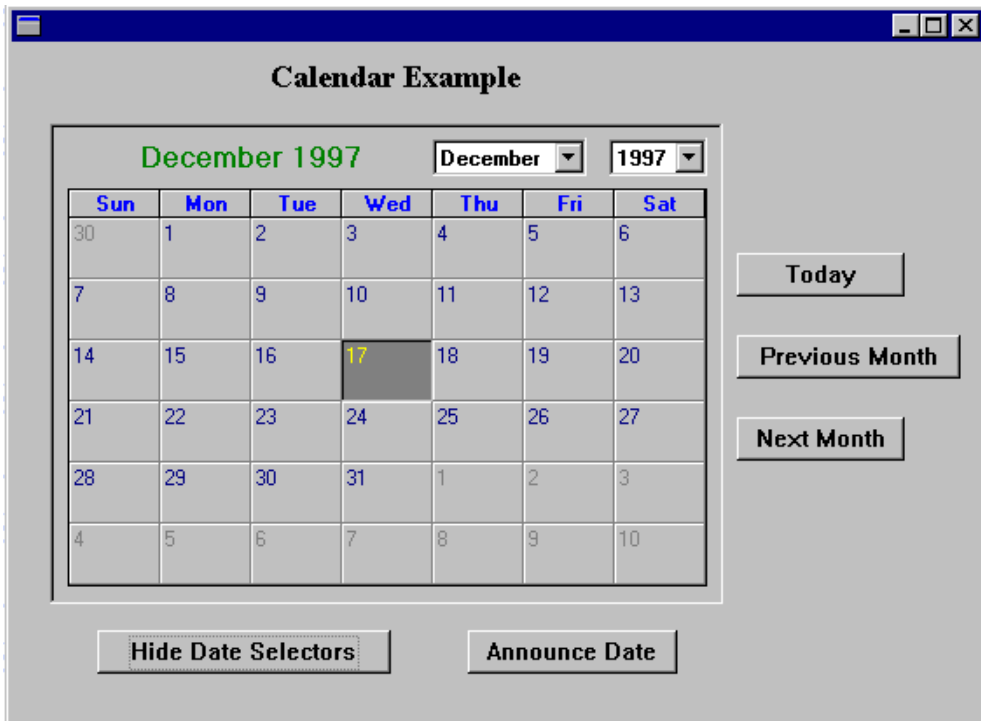 Calendar Example
December 1997 December 1997
Sun Mon Tue Wed Thu Fri Sat
30 1 2 3 4 5 6
Today
7 8 9 10 11 12 13
14 15 16 17 18 19 20
Previous Month
21 22 23 24 25 26 27
Next Month
28 29 30 31 1 2 3
4 5 6 7 8 9 10
Hide Date Selectors Announce Date